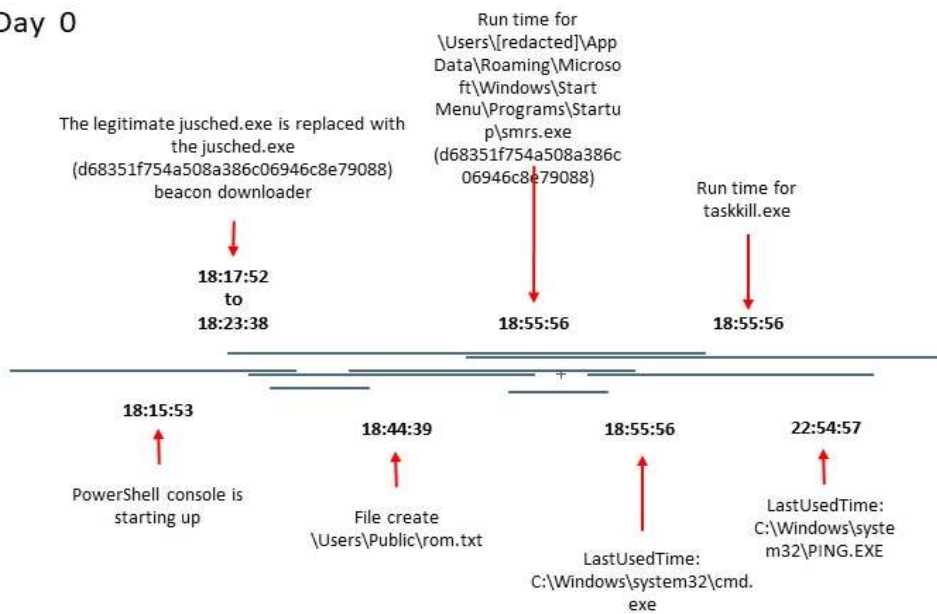 Day 0
The legitimate jusched.exe is replaced with
the jusched.exe
(d68351f754a508a386c06946c8e79088)
beacon downloader
18:17:52
to
18:23:38
Run time for
\Users\[redacted]\App
Data\Roaming\Microso
ft\Windows\Start
Menu\Programs\Startu
p\smrs.exe
(d68351f754a508a386c
06946c8e79088)
18:55:56
Run time for
taskkill.exe
18:55:56
18:15:53
PowerShell console is
starting up
18:44:39
File create
\Users\Public\rom.txt
18:55:56
LastUsedTime:
C:\Windows\system32\cmd.
exe
22:54:57
LastUsedTime:
C:\Windows\syste
m32\PING.EXE